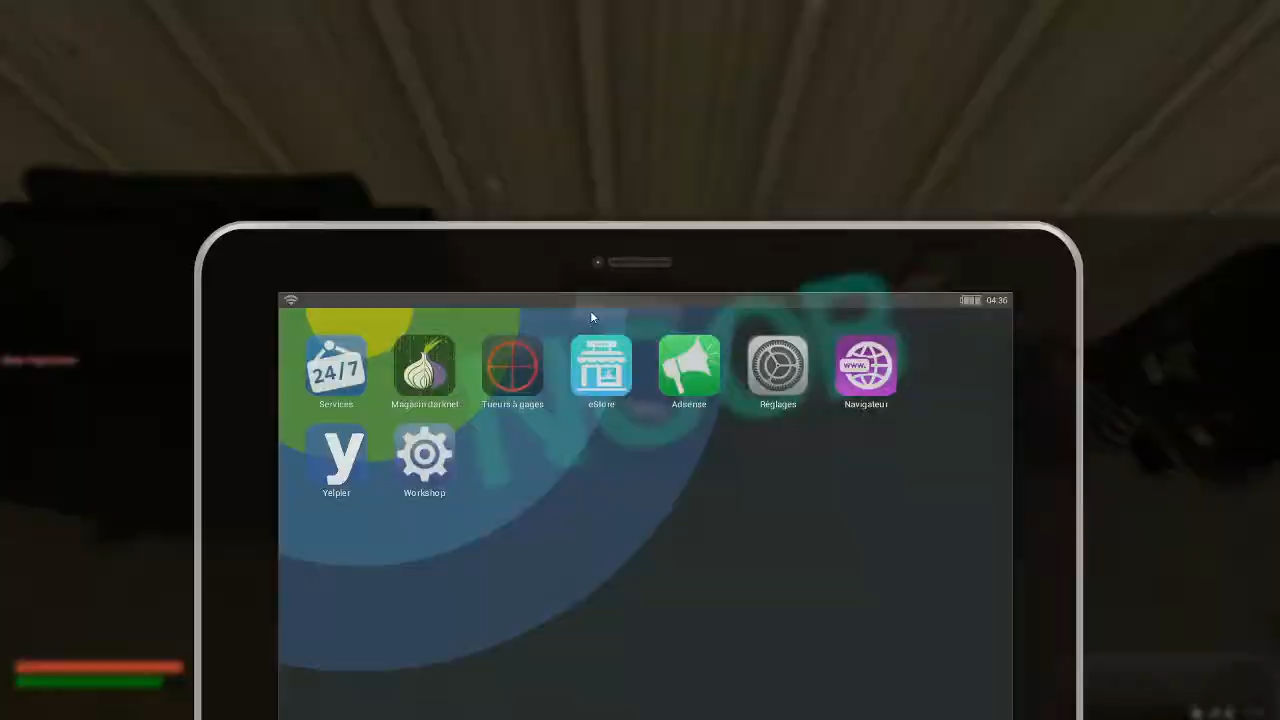 04:36
24/7
www.
Services Magasin darknet Tueurs à gages eStore Adsense Réglages Navigateur
y
Yelpier Workshop